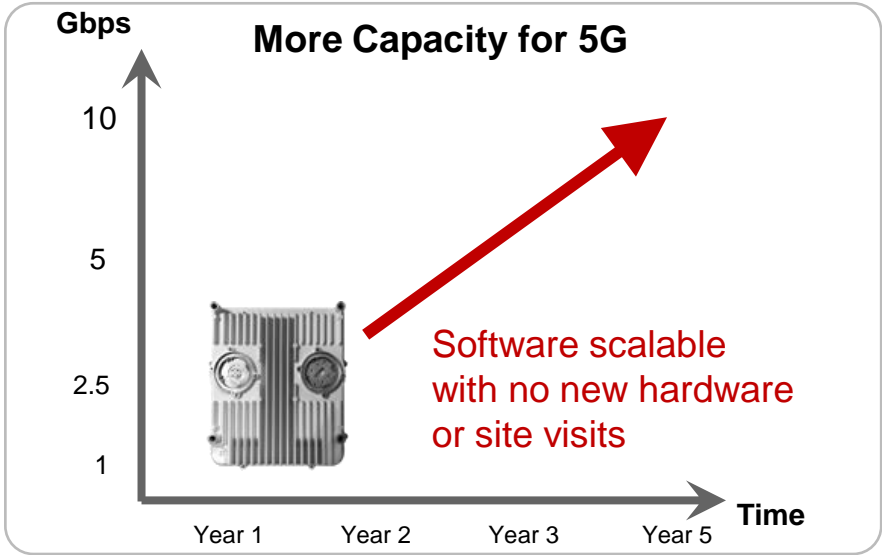 Gbps
More Capacity for 5G
10
5
2.5
1
Software scalable
with no new hardware
or site visits
Time
Year 1
Year 2
Year 3
Year 5